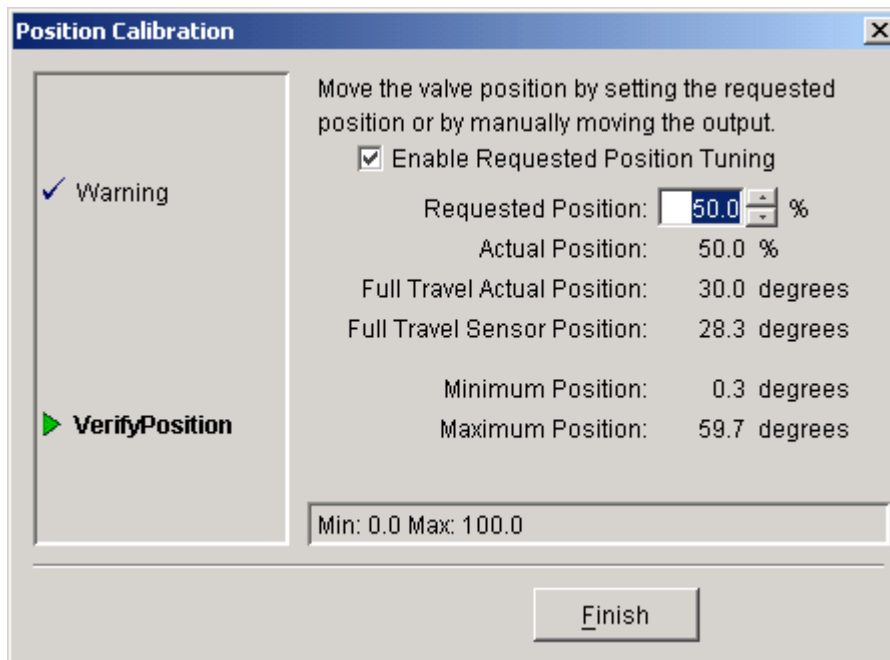 Position Calibration
Warning
VerifyPosition
Move the valve position by setting the requested
position or by manually moving the output.
Enable Requested Position Tuning
Requested Position: 50.0 %
Actual Position: 50.0 %
Full Travel Actual Position: 30.0 degrees
Full Travel Sensor Position: 28.3 degrees
Minimum Position: 0.3 degrees
Maximum Position: 59.7 degrees
Min: 0.0 Max: 100.0
Finish